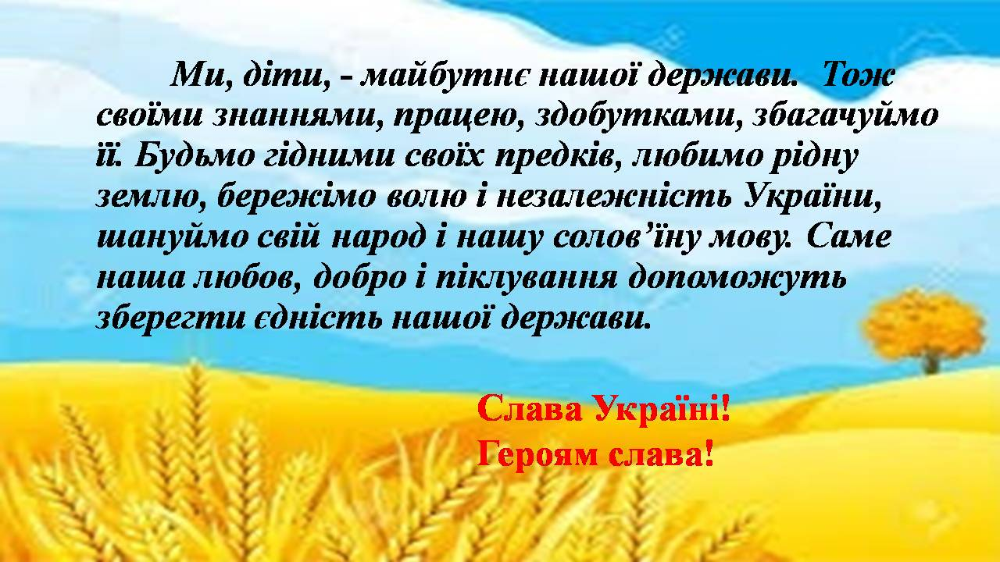 Ми, діти, - майбутнє нашої держави.  Тож
своїми знаннями, працею, здобутками, збагачуймо
її. Будьмо гідними своїх предків, любимо рідну
землю, бережімо волю і незалежність України,
шануймо свій народ і нашу солов’їну мову. Саме
наша любов, добро і піклування допоможуть
зберегти єдність нашої держави.
Слава Україні!
Героям слава!